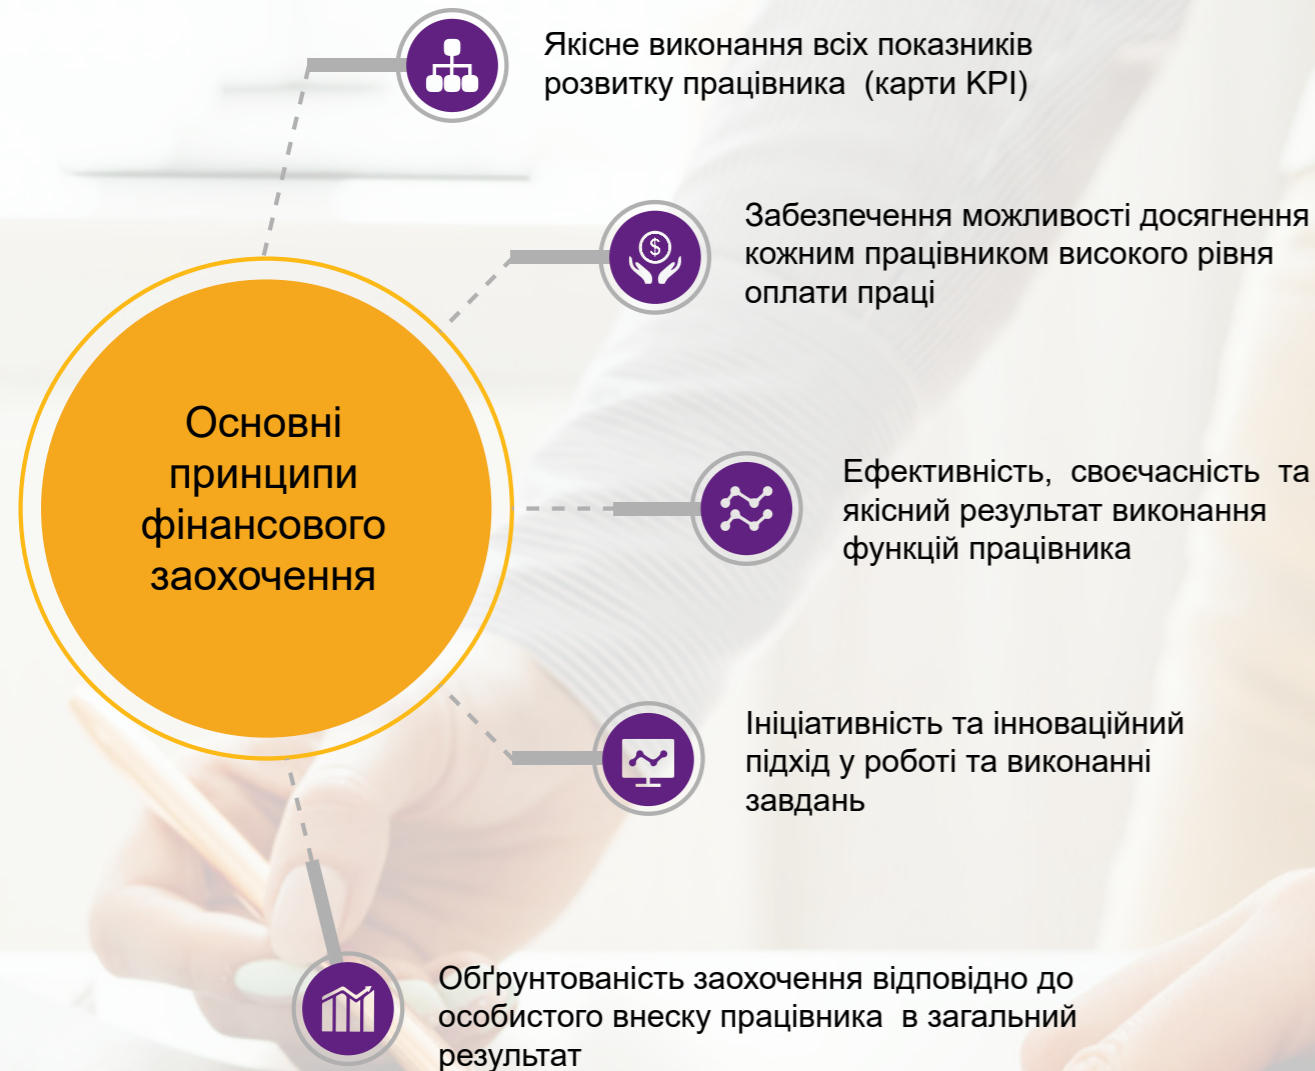 Якісне виконання всіх показників
розвитку працівника (карти KPI)
Забезпечення можливості досягнення
кожним працівником високого рівня
оплати праці
Основні
принципи
фінансового
заохочення
Ефективність, своєчасність та
якісний результат виконання
функцій працівника
Ініціативність та інноваційний
підхід у роботі та виконанні
завдань
Обґрунтованість заохочення відповідно до
особистого внеску працівника в загальний
результат